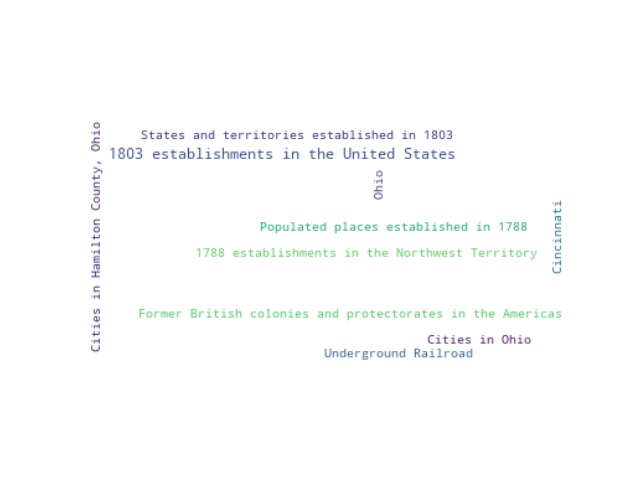 Cities in Hamilton County, Ohio
States and territories established in 1803
1803 establishments in the United States
Ohio
Cincinnati
Populated places established in 1788
1788 establishments in the Northwest Territory
Former British colonies and protectorates in the Americas
Cities in Ohio
Underground Railroad